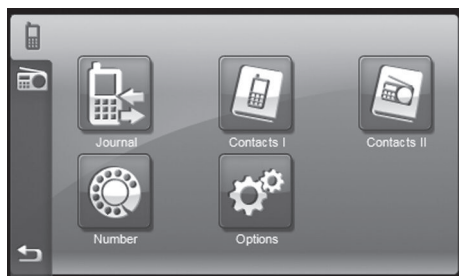 Journal
Contacts I
Contacts II
Number
Options